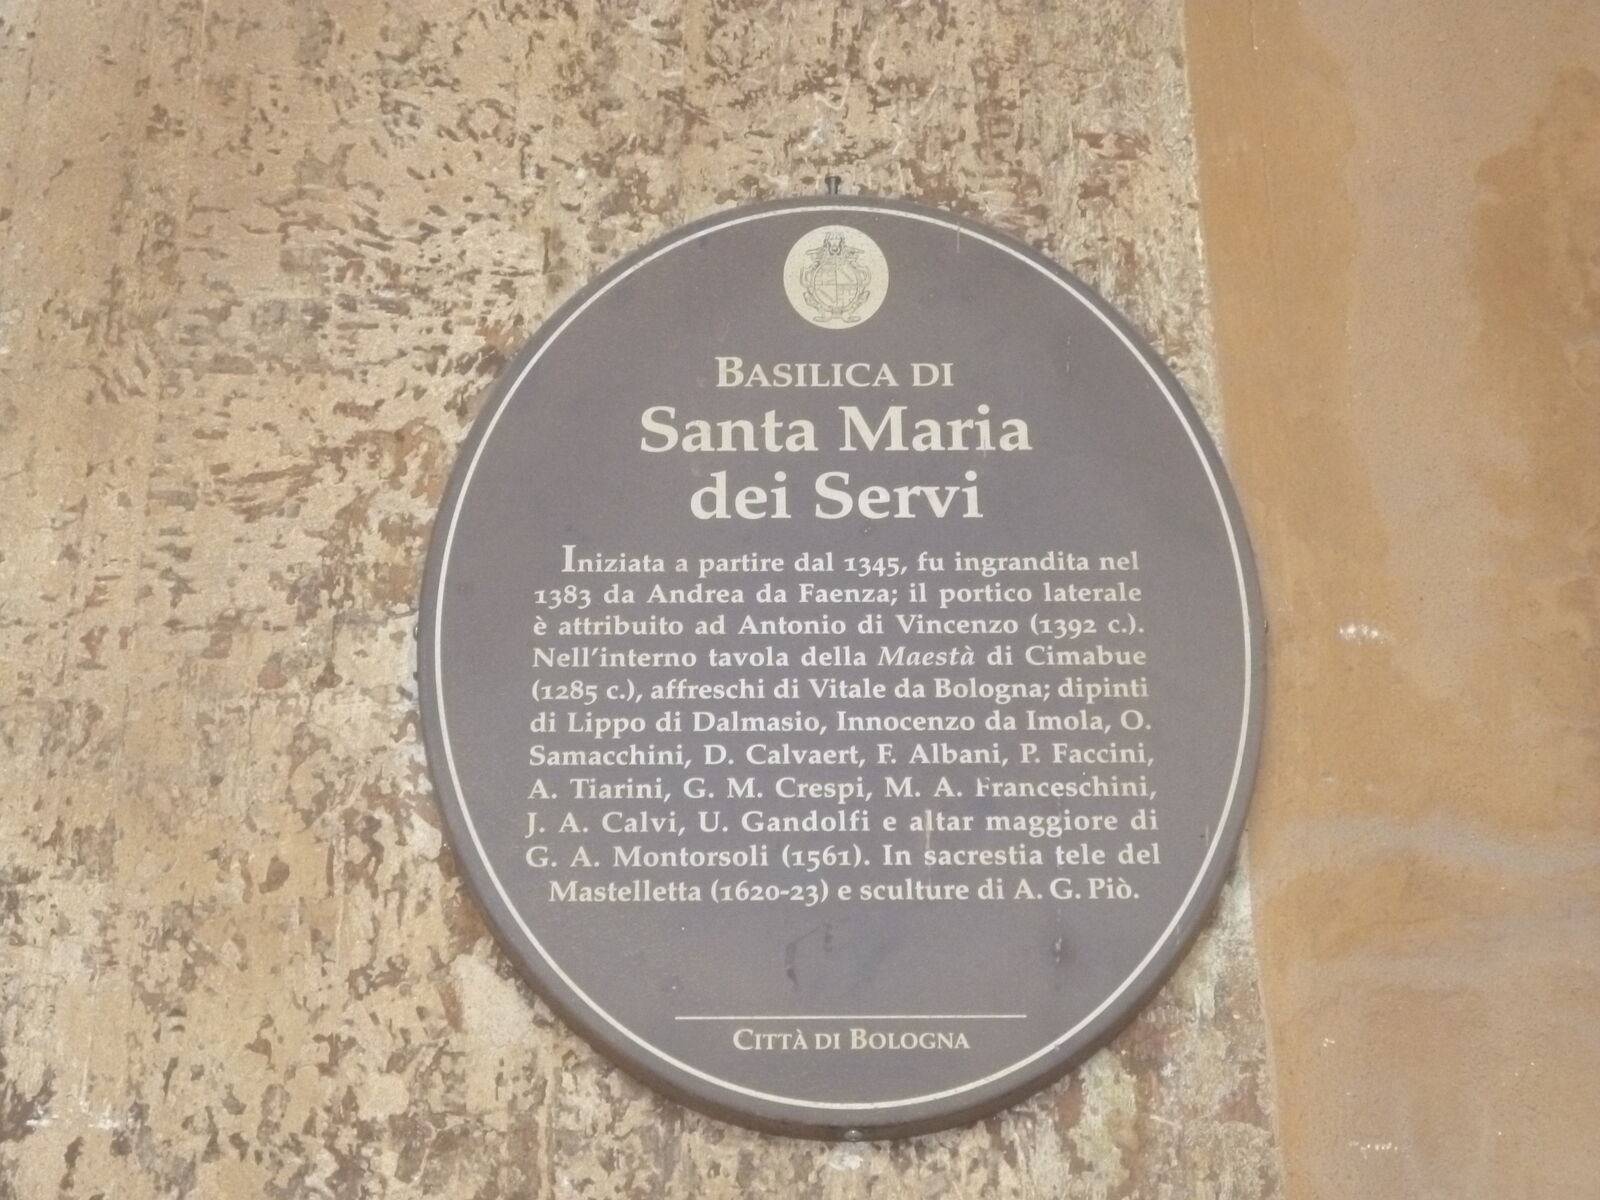 BASILICA DI
Santa Maria
dei Servi
Iniziata a partire dal 1345, fu ingrandita nel
1383 da Andrea da Faenza; il portico laterale
è attribuito ad Antonio di Vincenzo (1392 c.).
Nell'interno tavola della Maestà di Cimabue
(1285 c.), affreschi di Vitale da Bologna; dipinti
di Lippo di Dalmasio, Innocenzo da Imola, O.
Samacchini, D. Calvaert, F. Albani, P. Faccini,
A. Tiarini, G. M. Crespi, M. A. Franceschini,
J. A. Calvi, U. Gandolfi e altar maggiore di
G. A. Montorsoli (1561). In sacrestia tele del
Mastelletta (1620-23) e sculture di A. G. Piò.
CITTÀ DI BOLOGNA